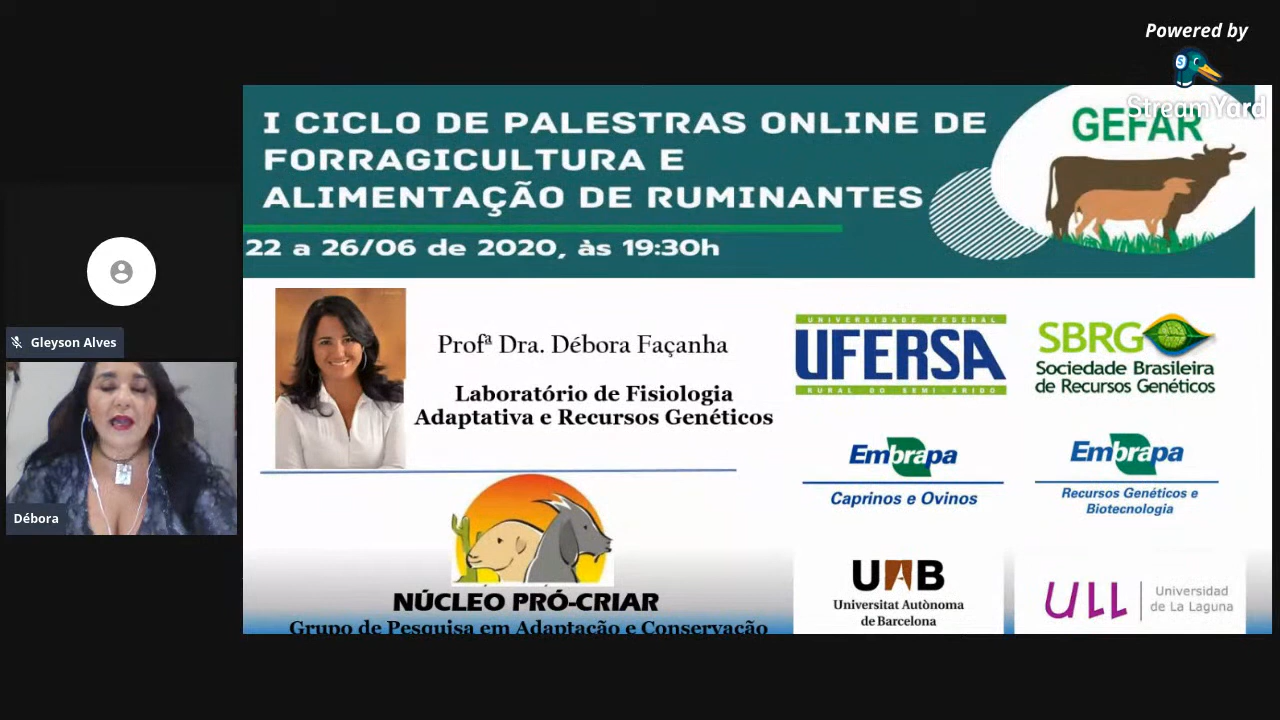 Powered by
StreamYard
I CICLO DE PALESTRAS ONLINE DE
FORRAGICULTURA E
ALIMENTAÇÃO DE RUMINANTES
22 a 26/06 de 2020, às 19:30h
GEFAR
Gleyson Alves
Débora
Profª Dra. Débora Façanha
Laboratório de Fisiologia
Adaptativa e Recursos Genéticos
NÚCLEO PRÓ-CRIAR
Grupo de Pesquisa em Adaptação e Conservação
UNIVERSIDADE FEDERAL
UFERSA
RURAL DO SEMI-ÁRIDO
SBRG
Sociedade Brasileira
de Recursos Genéticos
Embrapa
Caprinos e Ovinos
Embrapa
Recursos Genéticos e
Biotecnologia
UAB
Universitat Autònoma
de Barcelona
ULL
Universidad
de La Laguna